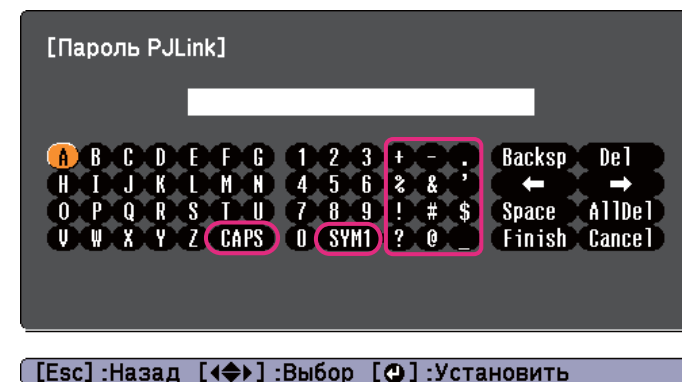 [Пароль PJLink]
A B C D E F G 1 2 3 + - . Backsp Del
H I J K L M N 4 5 6 % & ' ← →
O P Q R S T U 7 8 9 ! # $ Space AllDel
V W X Y Z CAPS 0 SYM1 ? @ _ Finish Cancel
[Esc] :Назад [◀◆▶] :Выбор [↵] :Установить